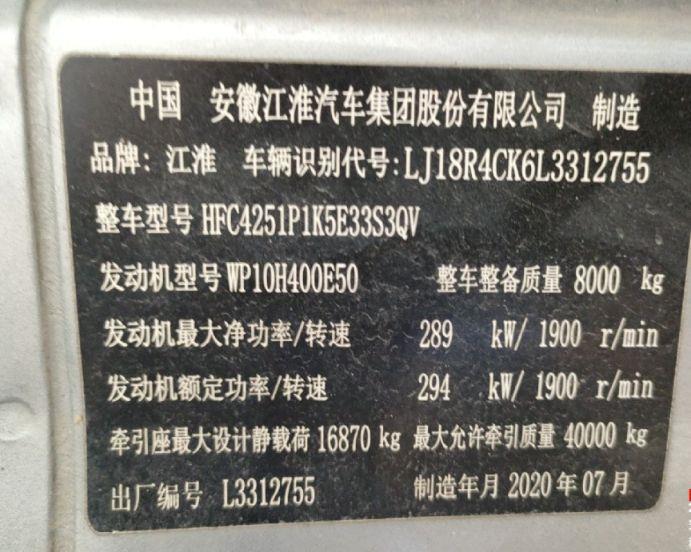 中国 安徽江淮汽车集团股份有限公司 制造
品牌: 江淮 车辆识别代号:LJ18R4CK6L3312755
整车型号 HFC4251P1K5E33S3QV
发动机型号 WP10H400E50 整车整备质量 8000 kg
发动机最大净功率/转速 289 kW/ 1900 r/min
发动机额定功率/转速 294 kW/ 1900 r/min
牵引座最大设计静载荷 16870 kg 最大允许牵引质量 40000 kg
出厂编号 L3312755 制造年月 2020 年 07 月